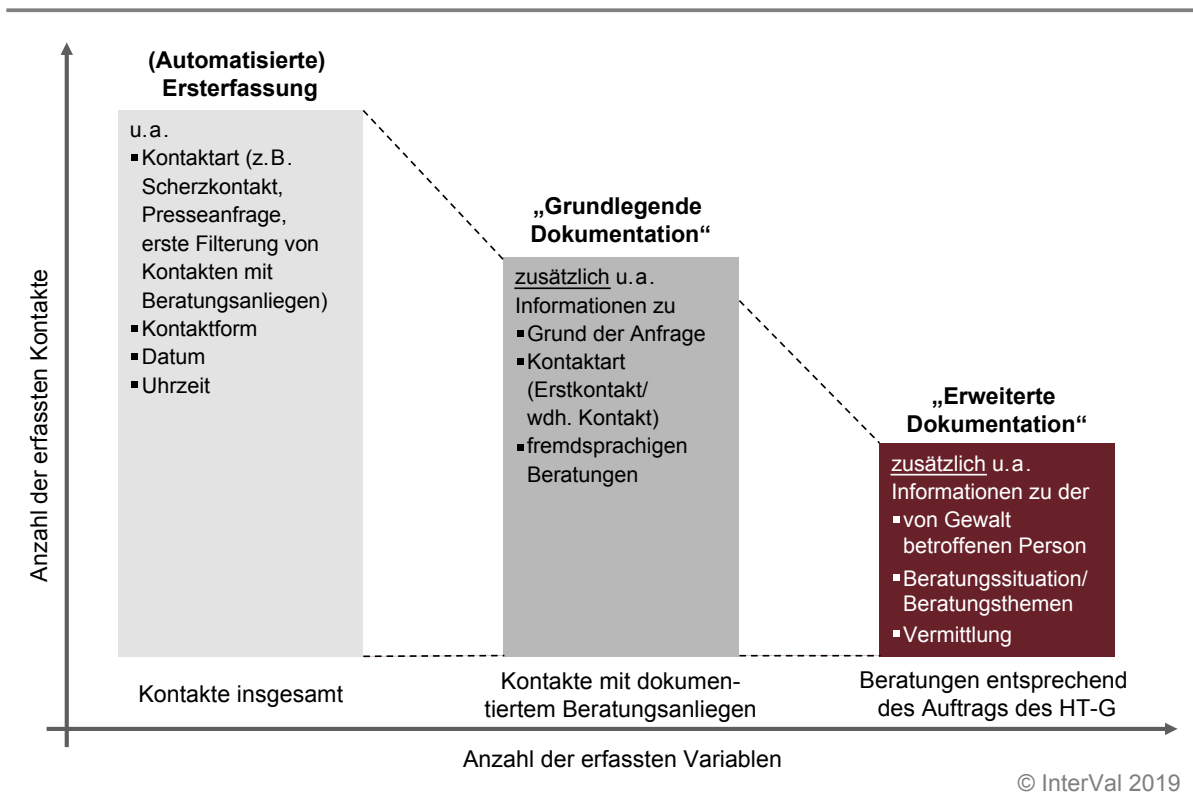 (Automatisierte)
Ersterfassung
u.a.
▪Kontaktart (z.B.
Scherzkontakt,
Presseanfrage,
erste Filterung von
Kontakten mit
Beratungsanliegen)
▪Kontaktform
▪Datum
▪Uhrzeit
„Grundlegende
Dokumentation“
zusätzlich u.a.
Informationen zu
▪Grund der Anfrage
▪Kontaktart
(Erstkontakt/
wdh. Kontakt)
▪fremdsprachigen
Beratungen
„Erweiterte
Dokumentation“
zusätzlich u.a.
Informationen zu der
▪von Gewalt
betroffenen Person
▪Beratungssituation/
Beratungsthemen
▪Vermittlung
Anzahl der erfassten Kontakte
Kontakte insgesamt
Kontakte mit dokumen-
tiertem Beratungsanliegen
Beratungen entsprechend
des Auftrags des HT-G
Anzahl der erfassten Variablen
© InterVal 2019